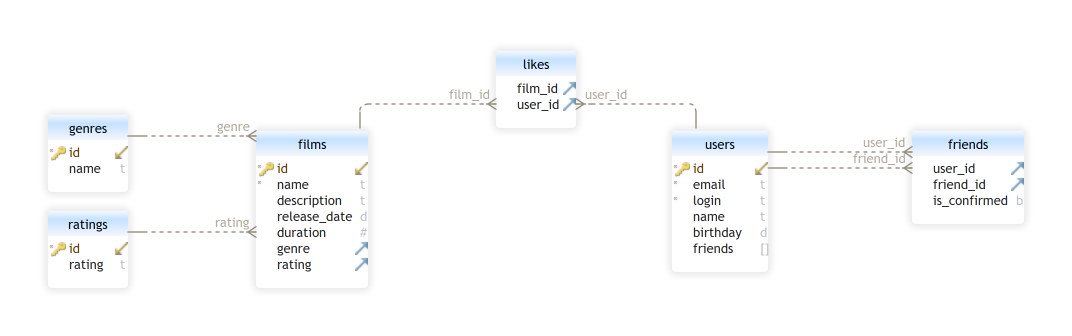 likes
film_id
user_id
film_id
user_id
genres
id
name t
genre
films
id
name t
description t
release_date d
duration #
genre
rating
ratings
id
rating t
rating
users
id
email t
login t
name t
birthday d
friends []
user_id
friend_id
friends
user_id
friend_id
is_confirmed b